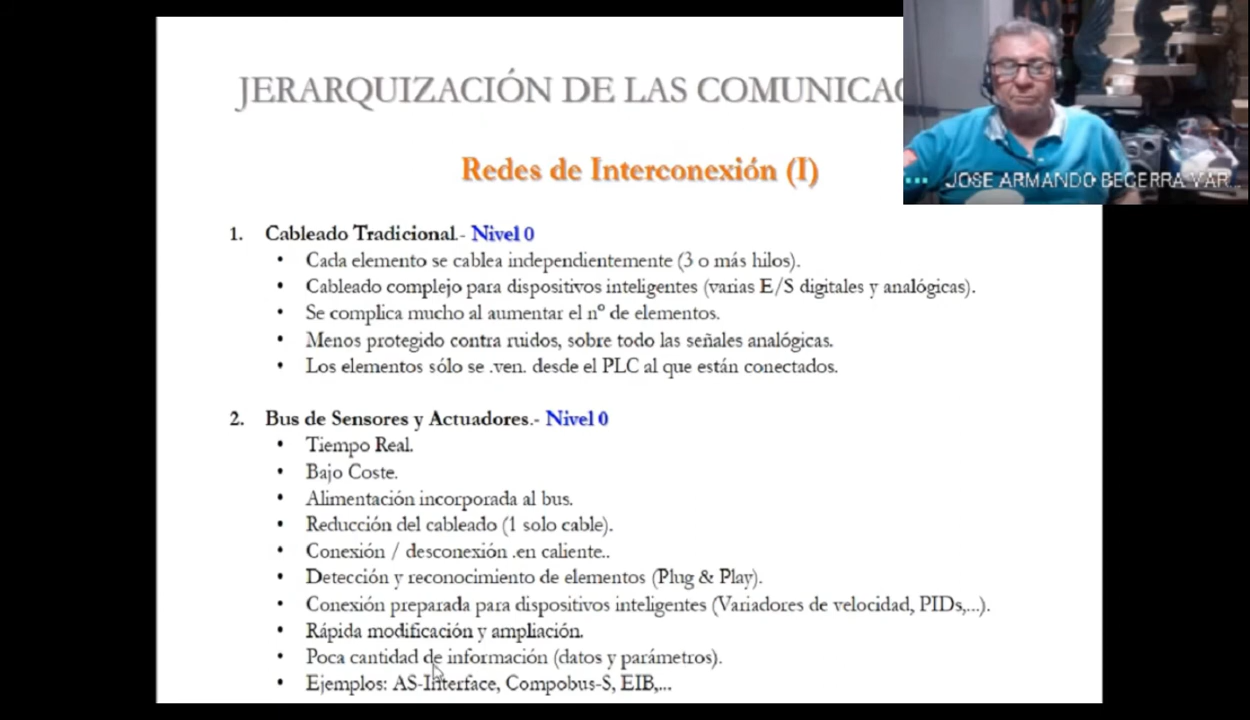 JERARQUIZACIÓN DE LAS COMUNICAC
JOSE ARMANDO BECERRA VAR...
Redes de Interconexión (I)
1. Cableado Tradicional.- Nivel 0
• Cada elemento se cablea independientemente (3 o más hilos).
• Cableado complejo para dispositivos inteligentes (varias E/S digitales y analógicas).
• Se complica mucho al aumentar el nº de elementos.
• Menos protegido contra ruidos, sobre todo las señales analógicas.
• Los elementos sólo se .ven. desde el PLC al que están conectados.
2. Bus de Sensores y Actuadores.- Nivel 0
• Tiempo Real.
• Bajo Coste.
• Alimentación incorporada al bus.
• Reducción del cableado (1 solo cable).
• Conexión / desconexión .en caliente..
• Detección y reconocimiento de elementos (Plug & Play).
• Conexión preparada para dispositivos inteligentes (Variadores de velocidad, PIDs,...).
• Rápida modificación y ampliación.
• Poca cantidad de información (datos y parámetros).
• Ejemplos: AS-Interface, Compobus-S, EIB,...